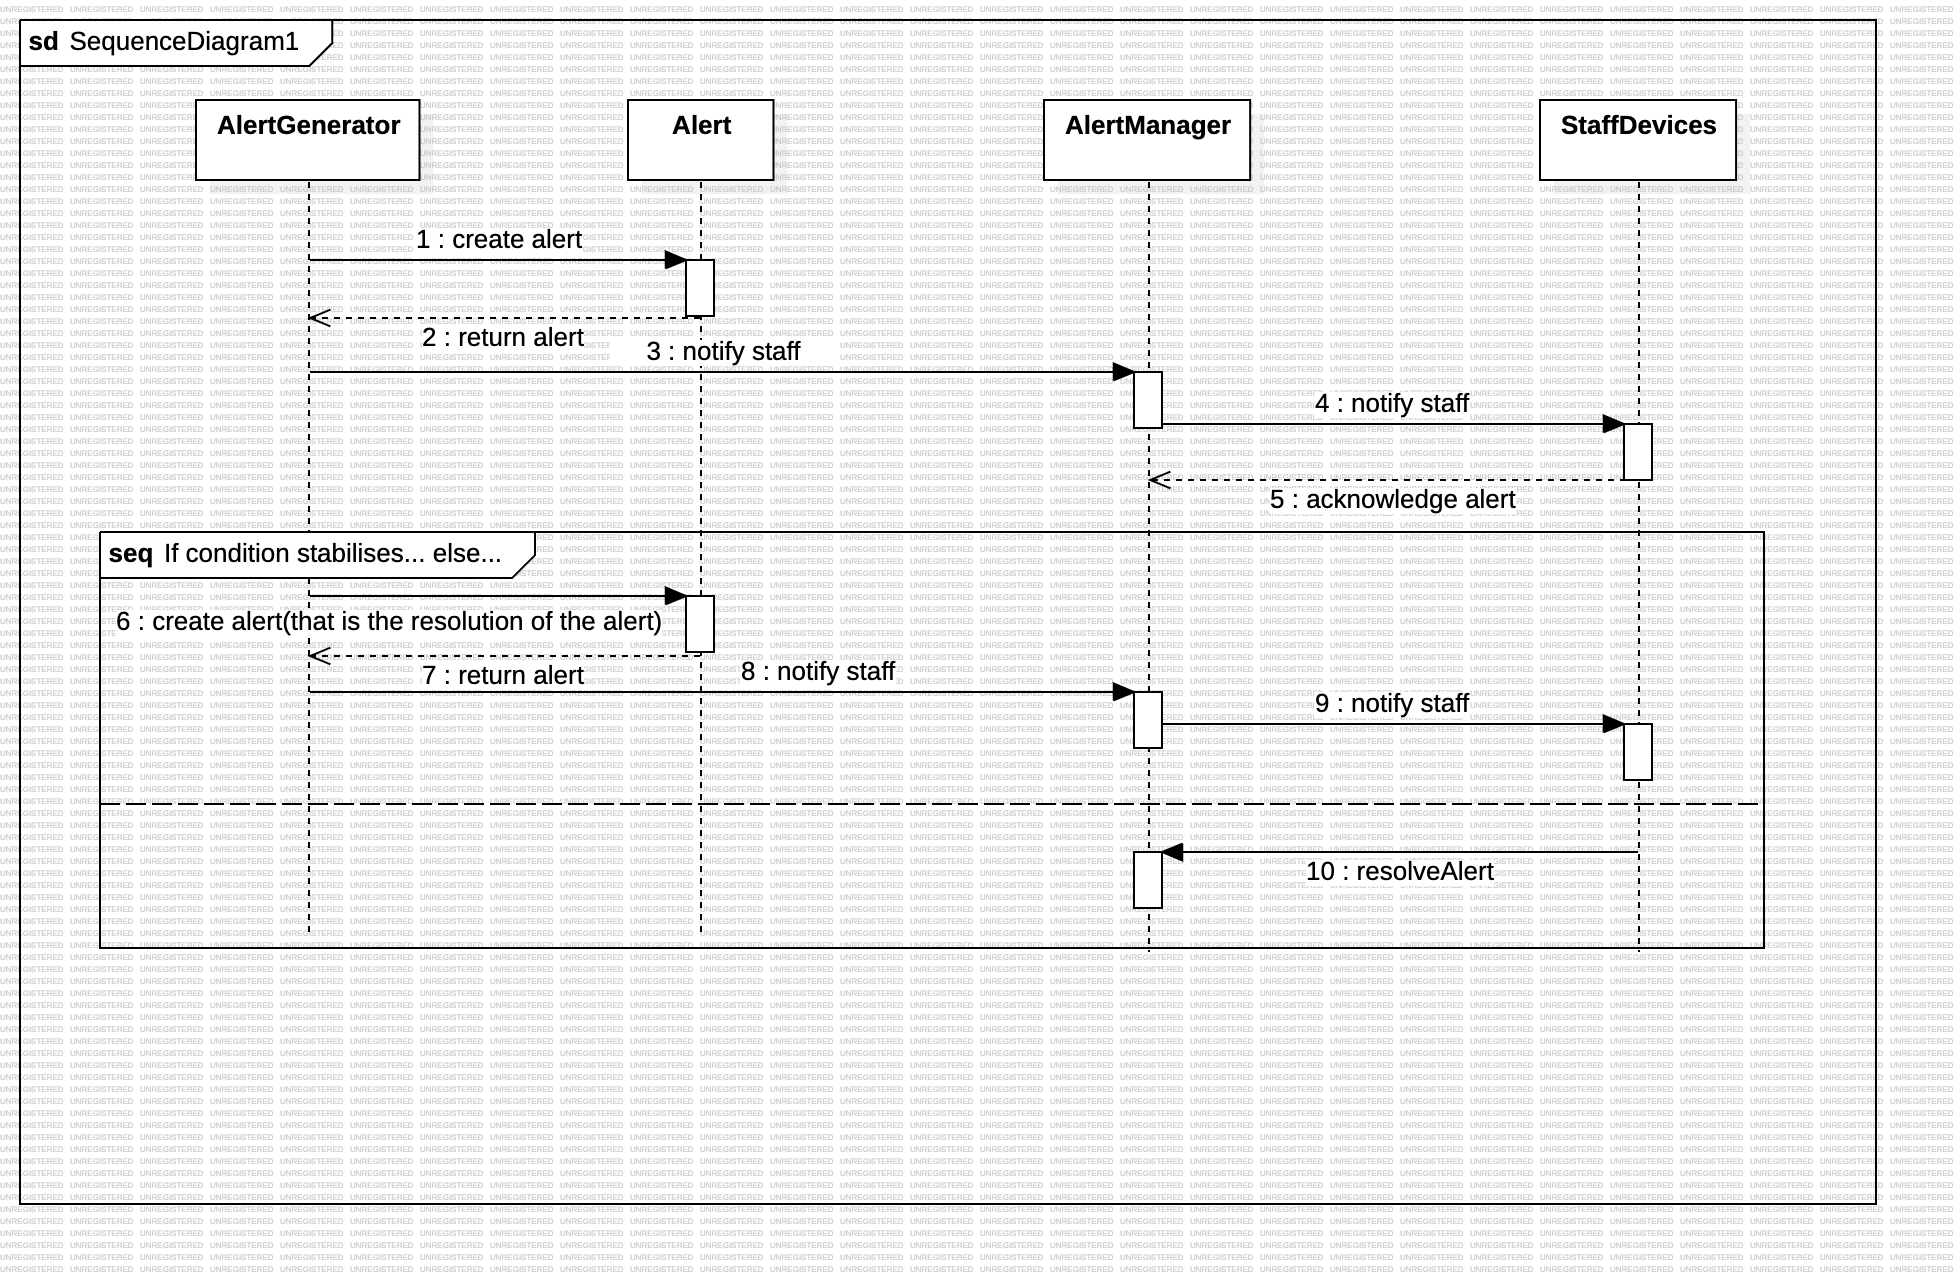 sd SequenceDiagram1
AlertGenerator
Alert
AlertManager
StaffDevices
1 : create alert
2 : return alert
3 : notify staff
4 : notify staff
5 : acknowledge alert
seq If condition stabilises... else...
6 : create alert(that is the resolution of the alert)
7 : return alert
8 : notify staff
9 : notify staff
10 : resolveAlert
UNREGISTERED